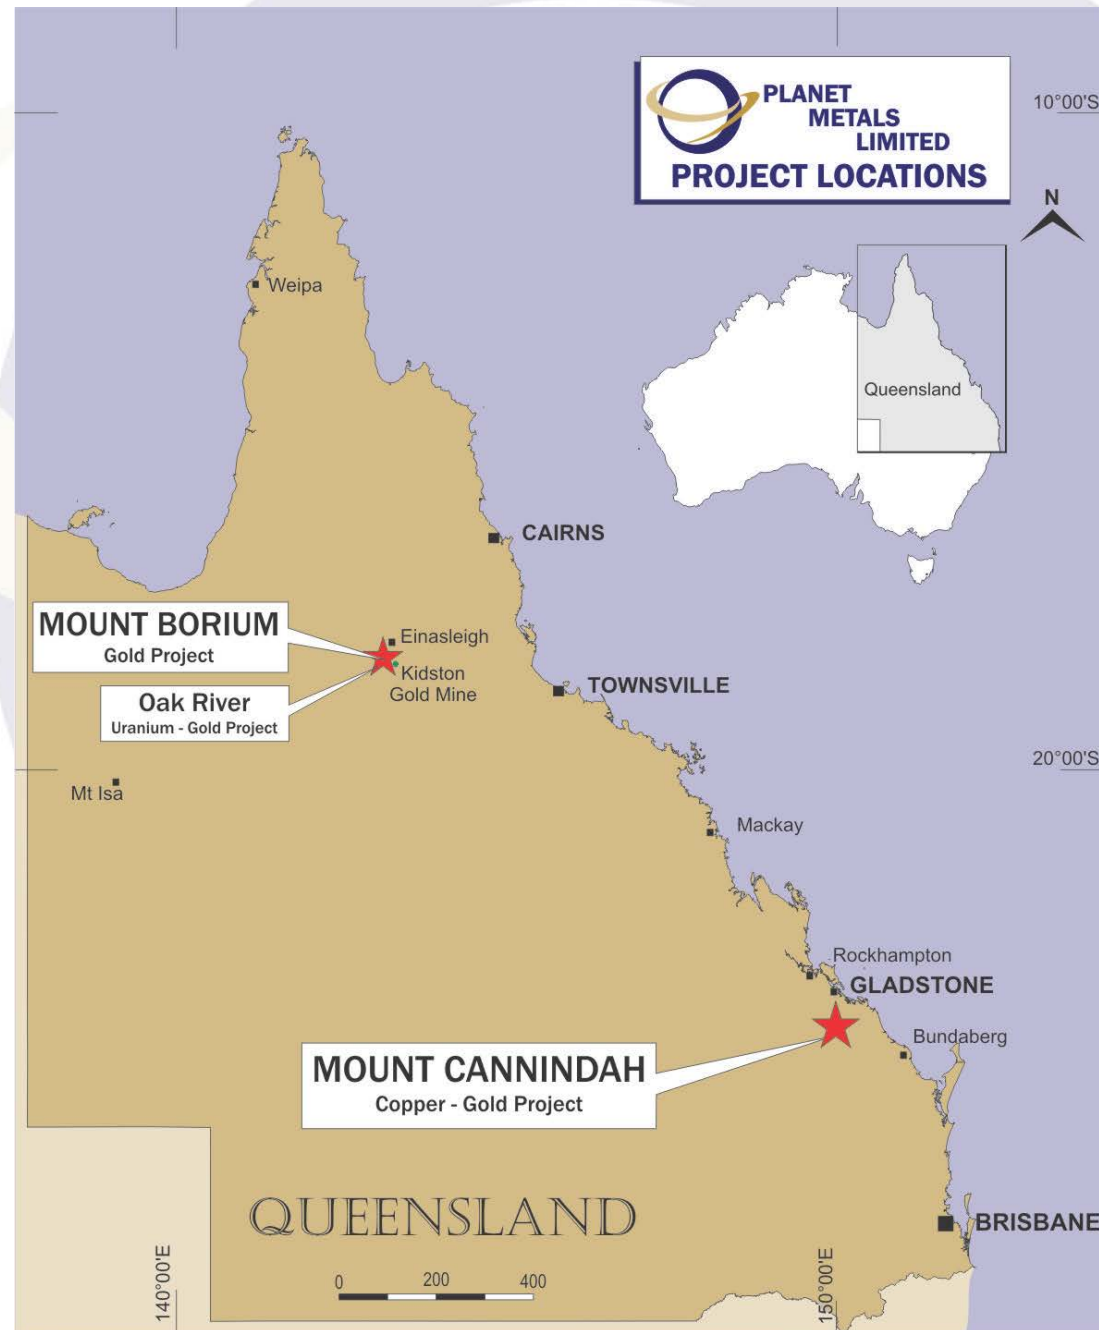 PLANET
METALS
LIMITED
PROJECT LOCATIONS
10°00'S
N
Weipa
Queensland
CAIRNS
MOUNT BORIUM
Gold Project
Einasleigh
Kidston
Gold Mine
Oak River
Uranium - Gold Project
TOWNSVILLE
20°00'S
Mt Isa
Mackay
Rockhampton
GLADSTONE
Bundaberg
MOUNT CANNINDAH
Copper - Gold Project
QUEENSLAND
BRISBANE
140°00'E
0 200 400
150°00'E